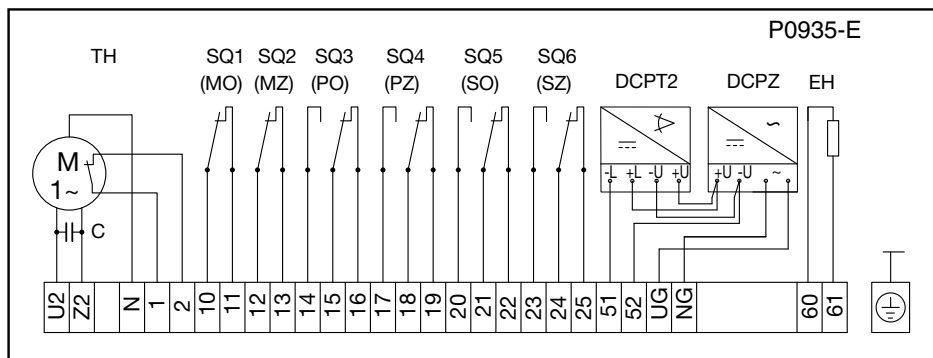 P0935-E
TH SQ1 SQ2 SQ3 SQ4 SQ5 SQ6
(MO) (MZ) (PO) (PZ) (SO) (SZ) DCPT2 DCPZ EH
~
-L +L -U +U +U -U ~
M
1~
C
U2 Z2 N 1 2 10 11 12 13 14 15 16 17 18 19 20 21 22 23 24 25 51 52 UG NG 60 61